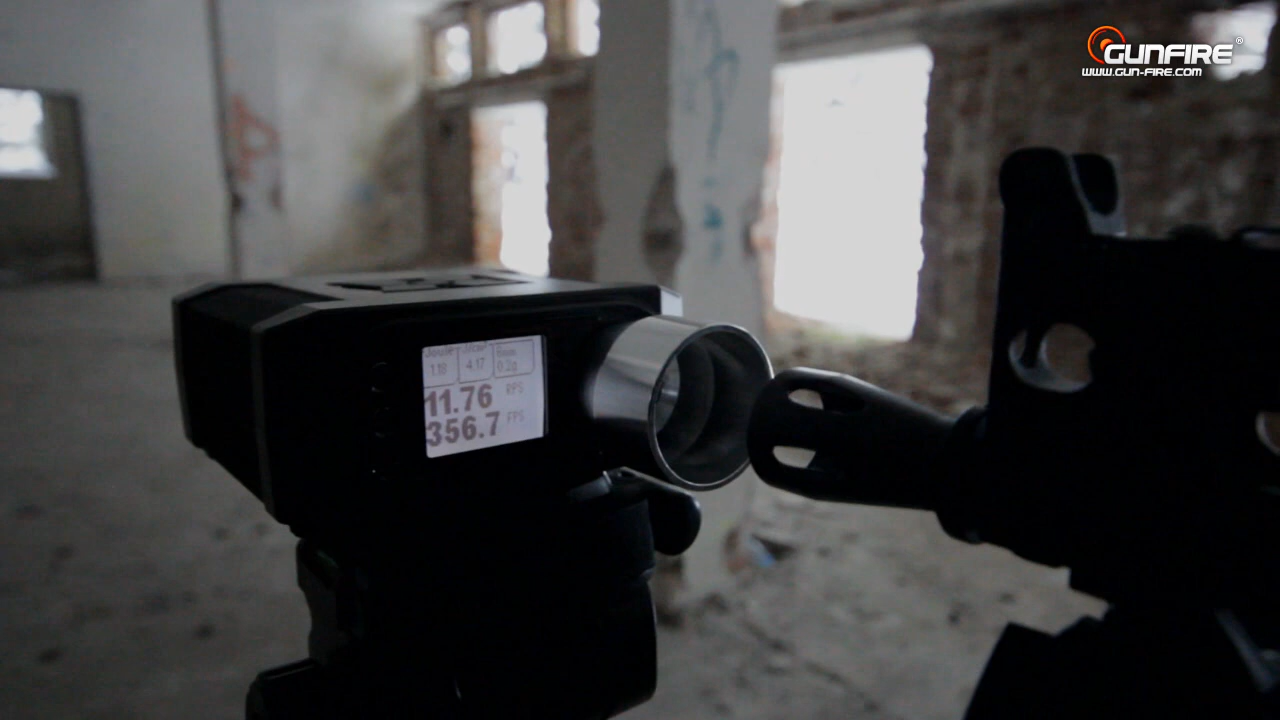 GUNFIRE®
WWW.GUN-FIRE.COM
Joule
1.18 4.17 0.2g
11.76 RPS
356.7 FPS